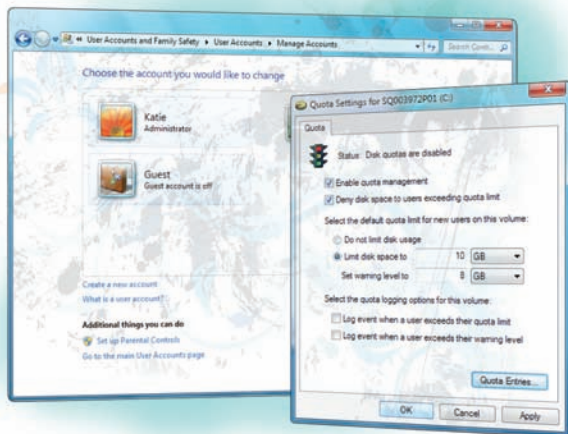 User Accounts and Family Safety
User Accounts
Manage Accounts
Search
Choose the account you would like to change
Katie
Administrator
Guest
Guest account is off
Create a new account
What is a user account?
Additional things you can do
Set up Parental Controls
Go to the main User Accounts page
Quota Settings for SQ003972P01 (C:)
Quota
Status: Disk quotas are disabled
Enable quota management
Deny disk space to users exceeding quota limit
Select the default quota limit for new users on this volume:
Do not limit disk usage
Limit disk space to 10 GB
Set warning level to 8 GB
Select the quota logging options for this volume:
Log event when a user exceeds their quota limit
Log event when a user exceeds their warning level
Quota Entries...
OK Cancel Apply